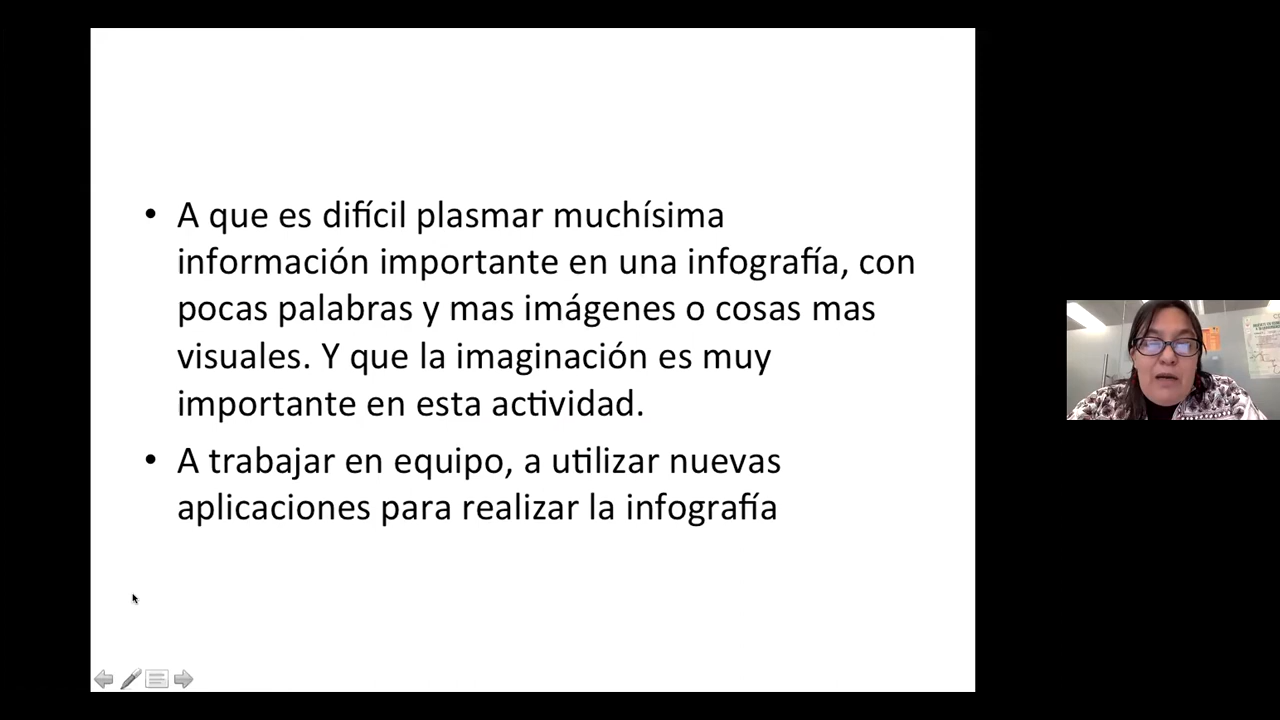 • A que es difícil plasmar muchísima
información importante en una infografía, con
pocas palabras y mas imágenes o cosas mas
visuales. Y que la imaginación es muy
importante en esta actividad.
• A trabajar en equipo, a utilizar nuevas
aplicaciones para realizar la infografía